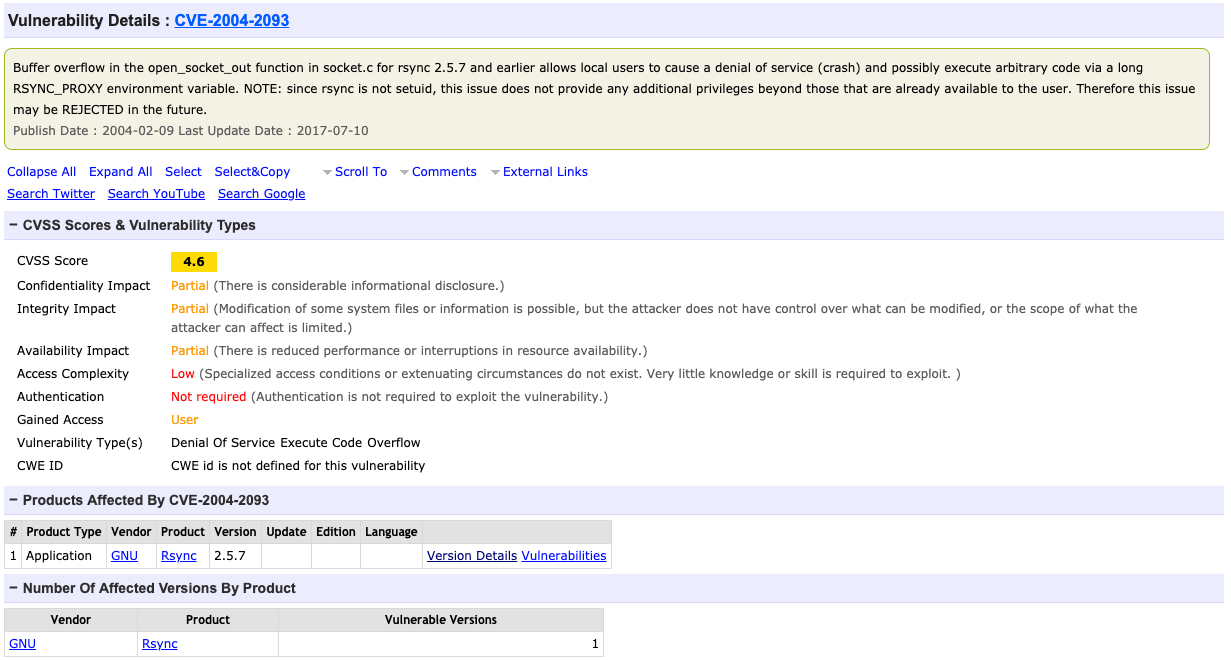 Vulnerability Details : CVE-2004-2093
Buffer overflow in the open_socket_out function in socket.c for rsync 2.5.7 and earlier allows local users to cause a denial of service (crash) and possibly execute arbitrary code via a long
RSYNC_PROXY environment variable. NOTE: since rsync is not setuid, this issue does not provide any additional privileges beyond those that are already available to the user. Therefore this issue
may be REJECTED in the future.
Publish Date : 2004-02-09 Last Update Date : 2017-07-10
Collapse All Expand All Select Select&Copy Scroll To Comments External Links
Search Twitter Search YouTube Search Google
− CVSS Scores & Vulnerability Types
CVSS Score 4.6
Confidentiality Impact Partial (There is considerable informational disclosure.)
Integrity Impact Partial (Modification of some system files or information is possible, but the attacker does not have control over what can be modified, or the scope of what the
attacker can affect is limited.)
Availability Impact Partial (There is reduced performance or interruptions in resource availability.)
Access Complexity Low (Specialized access conditions or extenuating circumstances do not exist. Very little knowledge or skill is required to exploit. )
Authentication Not required (Authentication is not required to exploit the vulnerability.)
Gained Access User
Vulnerability Type(s) Denial Of Service Execute Code Overflow
CWE ID CWE id is not defined for this vulnerability
− Products Affected By CVE-2004-2093
# Product Type Vendor Product Version Update Edition Language
1 Application GNU Rsync 2.5.7 Version Details Vulnerabilities
− Number Of Affected Versions By Product
Vendor Product Vulnerable Versions
GNU Rsync 1